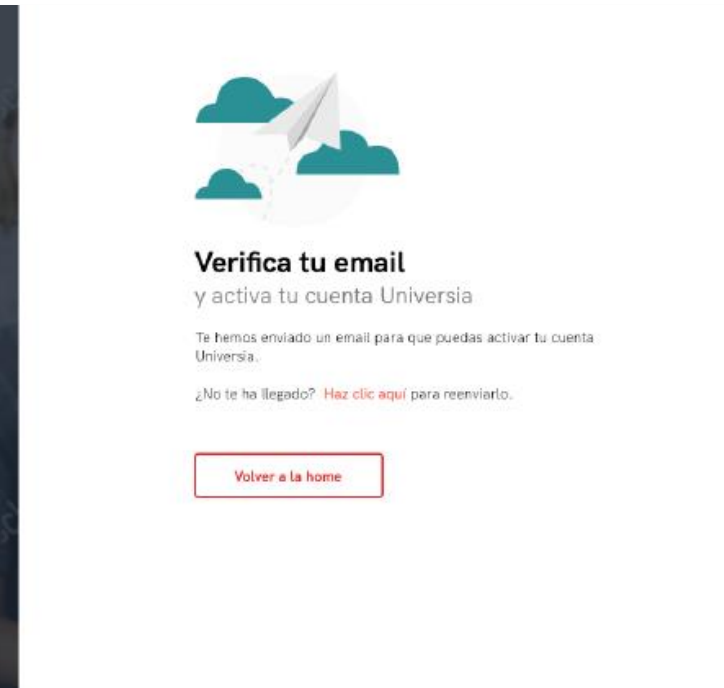 Verifica tu email
y activa tu cuenta Universia
Te hemos enviado un email para que puedas activar tu cuenta
Universia.
¿No te ha llegado? Haz clic aquí para reenviarlo.
Volver a la home